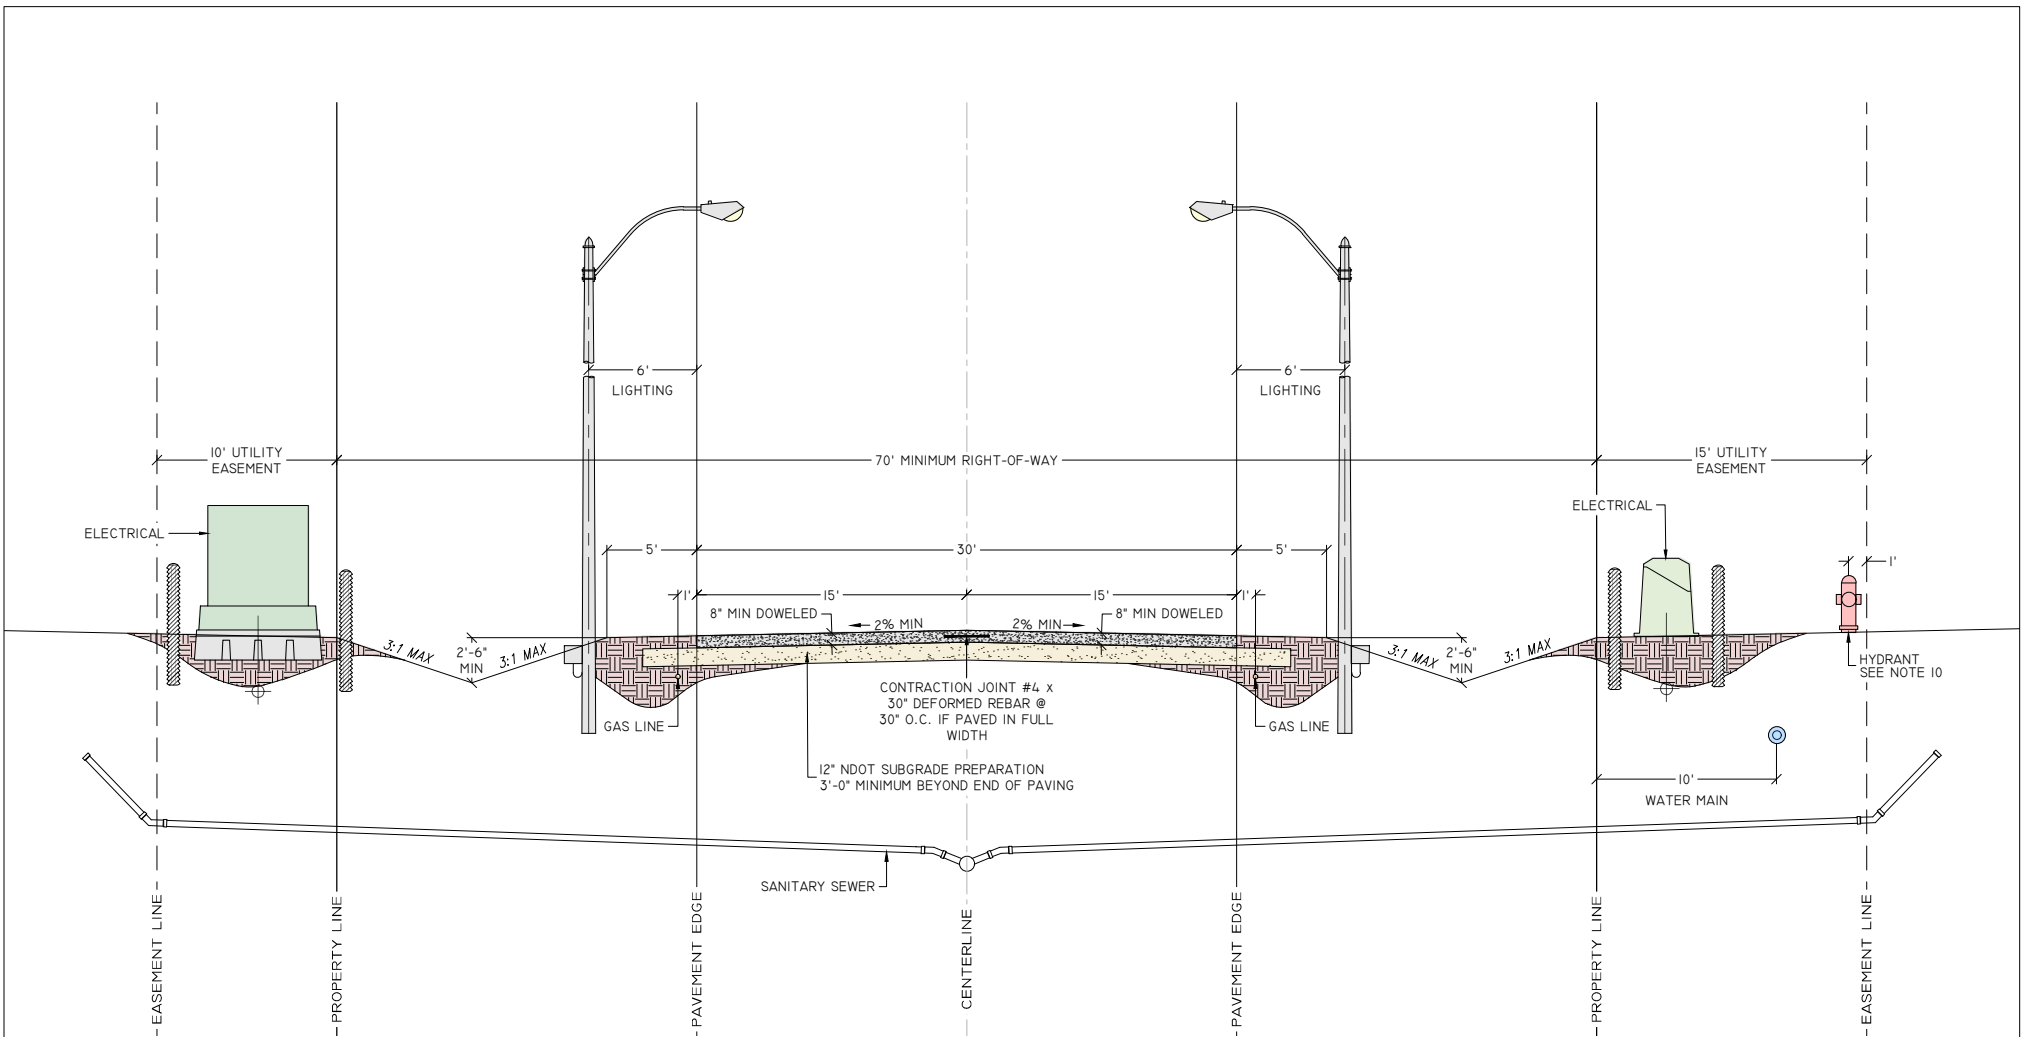 6'
LIGHTING
6'
LIGHTING
10' UTILITY
EASEMENT
70' MINIMUM RIGHT-OF-WAY
15' UTILITY
EASEMENT
ELECTRICAL
ELECTRICAL
5'
30'
5'
1'
1'
15'
15'
1'
8" MIN DOWELED
2% MIN
2% MIN
8" MIN DOWELED
3:1 MAX
2'-6"
MIN
3:1 MAX
3:1 MAX
2'-6"
MIN
3:1 MAX
HYDRANT
SEE NOTE 10
CONTRACTION JOINT #4 X
30" DEFORMED REBAR @
30" O.C. IF PAVED IN FULL
WIDTH
GAS LINE
GAS LINE
12" NDOT SUBGRADE PREPARATION
3'-0" MINIMUM BEYOND END OF PAVING
10'
WATER MAIN
SANITARY SEWER
EASEMENT LINE
PROPERTY LINE
PAVEMENT EDGE
CENTERLINE
PAVEMENT EDGE
PROPERTY LINE
EASEMENT LINE